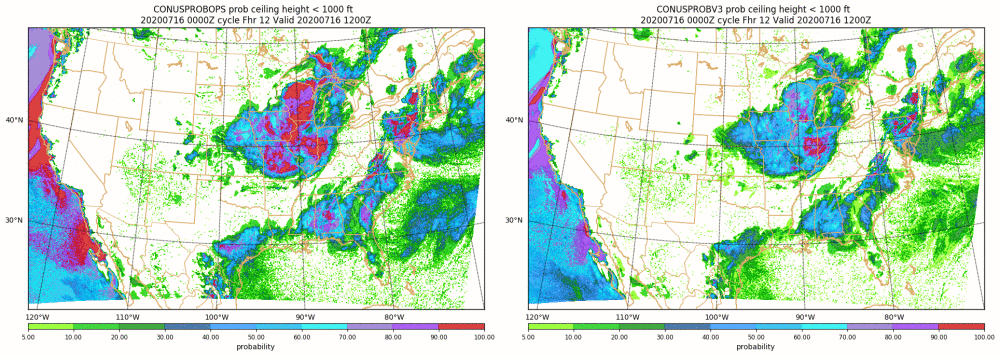 CONUSPROBOPS prob ceiling height < 1000 ft
20200716 0000Z cycle Fhr 12 Valid 20200716 1200Z
40°N
30°N
120°W 110°W 100°W 90°W 80°W
5.00 10.00 20.00 30.00 40.00 50.00 60.00 70.00 80.00 90.00 100.00
probability
CONUSPROBV3 prob ceiling height < 1000 ft
20200716 0000Z cycle Fhr 12 Valid 20200716 1200Z
40°N
30°N
120°W 110°W 100°W 90°W 80°W
5.00 10.00 20.00 30.00 40.00 50.00 60.00 70.00 80.00 90.00 100.00
probability